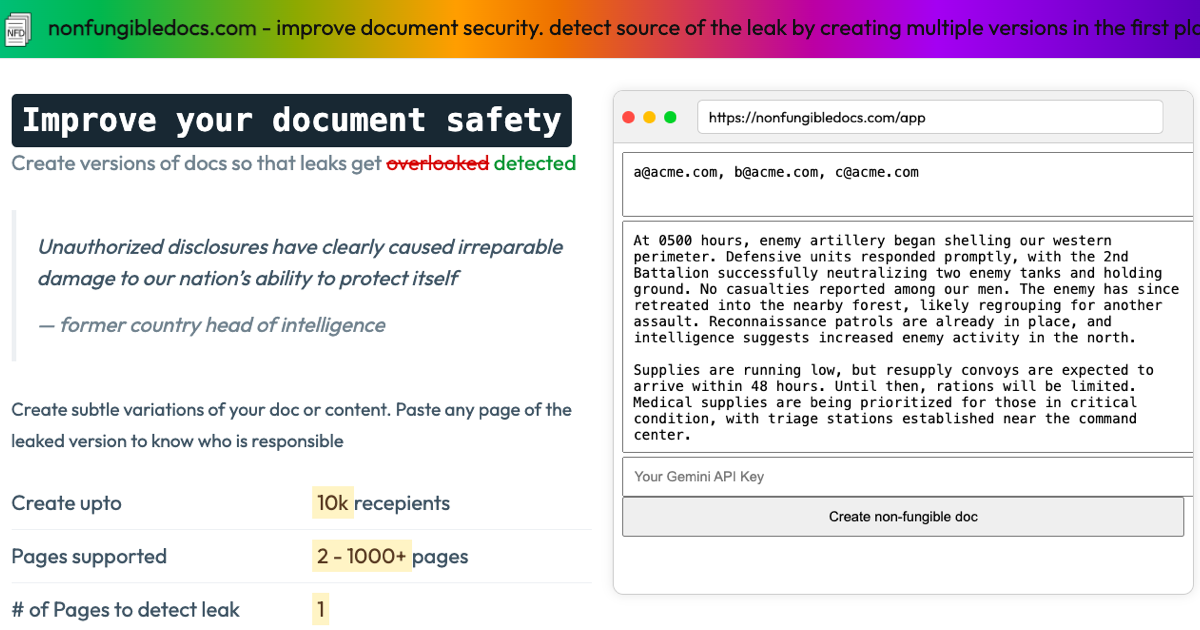 NFD
nonfungibledocs.com - improve document security. detect source of the leak by creating multiple versions in the first
Improve your document safety
Create versions of docs so that leaks get overlooked detected
Unauthorized disclosures have clearly caused irreparable
damage to our nation’s ability to protect itself
— former country head of intelligence
Create subtle variations of your doc or content. Paste any page of the
leaked version to know who is responsible
Create upto 10k recepients
Pages supported 2 - 1000+ pages
# of Pages to detect leak 1
https://nonfungibledocs.com/app
a@acme.com, b@acme.com, c@acme.com
At 0500 hours, enemy artillery began shelling our western
perimeter. Defensive units responded promptly, with the 2nd
Battalion successfully neutralizing two enemy tanks and holding
ground. No casualties reported among our men. The enemy has since
retreated into the nearby forest, likely regrouping for another
assault. Reconnaissance patrols are already in place, and
intelligence suggests increased enemy activity in the north.
Supplies are running low, but resupply convoys are expected to
arrive within 48 hours. Until then, rations will be limited.
Medical supplies are being prioritized for those in critical
condition, with triage stations established near the command
center.
Your Gemini API Key
Create non-fungible doc